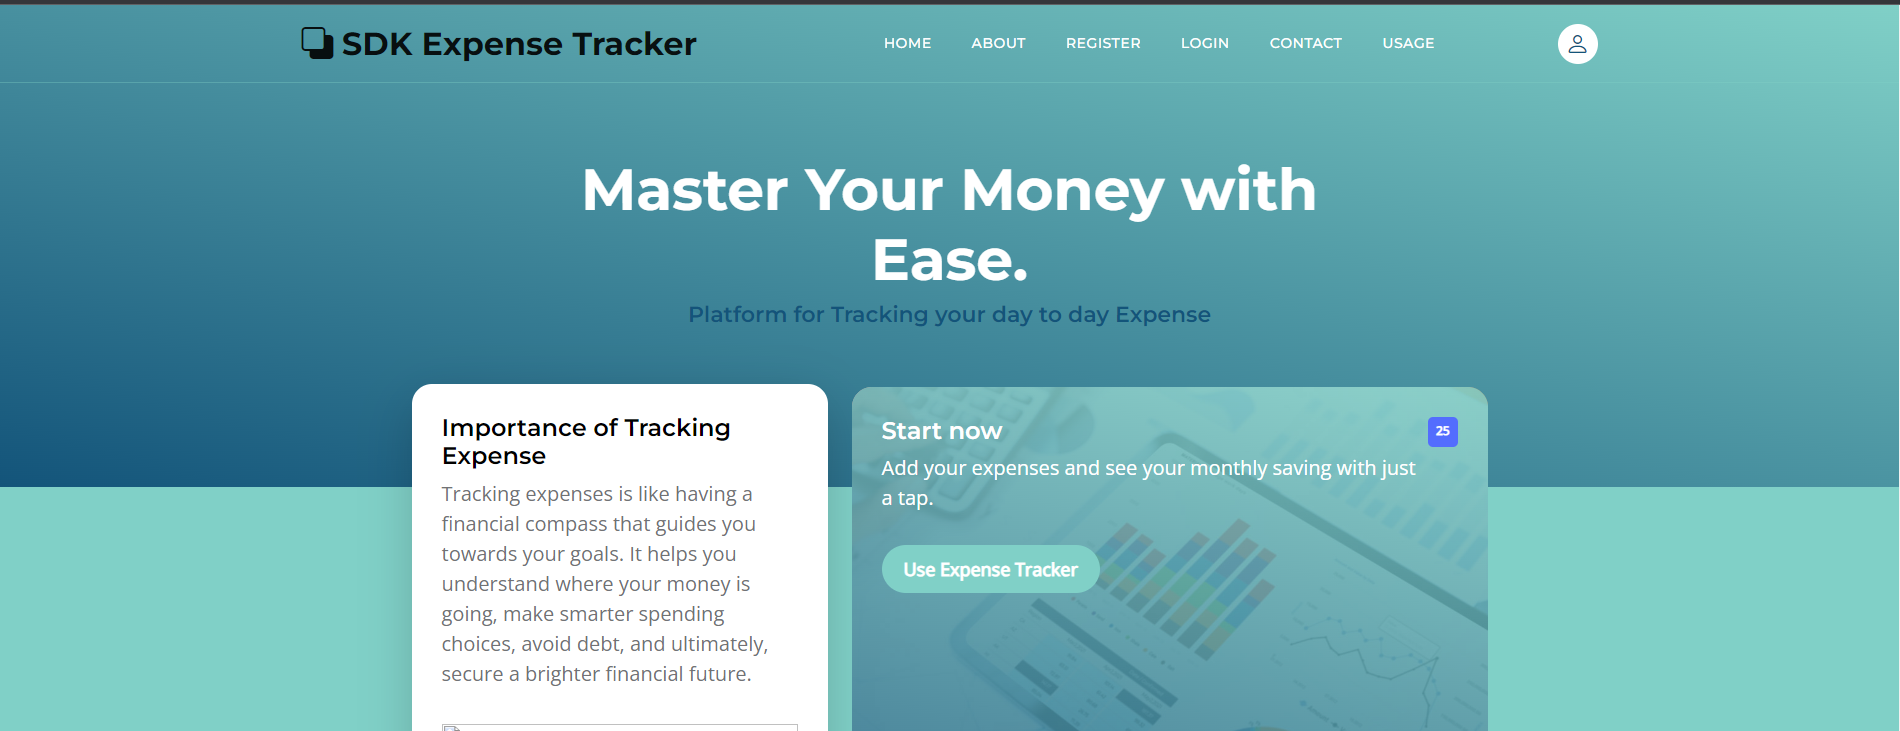 SDK Expense Tracker
HOME ABOUT REGISTER LOGIN CONTACT USAGE
Master Your Money with
Ease.
Platform for Tracking your day to day Expense
Importance of Tracking
Expense
Tracking expenses is like having a
financial compass that guides you
towards your goals. It helps you
understand where your money is
going, make smarter spending
choices, avoid debt, and ultimately,
secure a brighter financial future.
Start now
25
Add your expenses and see your monthly saving with just
a tap.
Use Expense Tracker